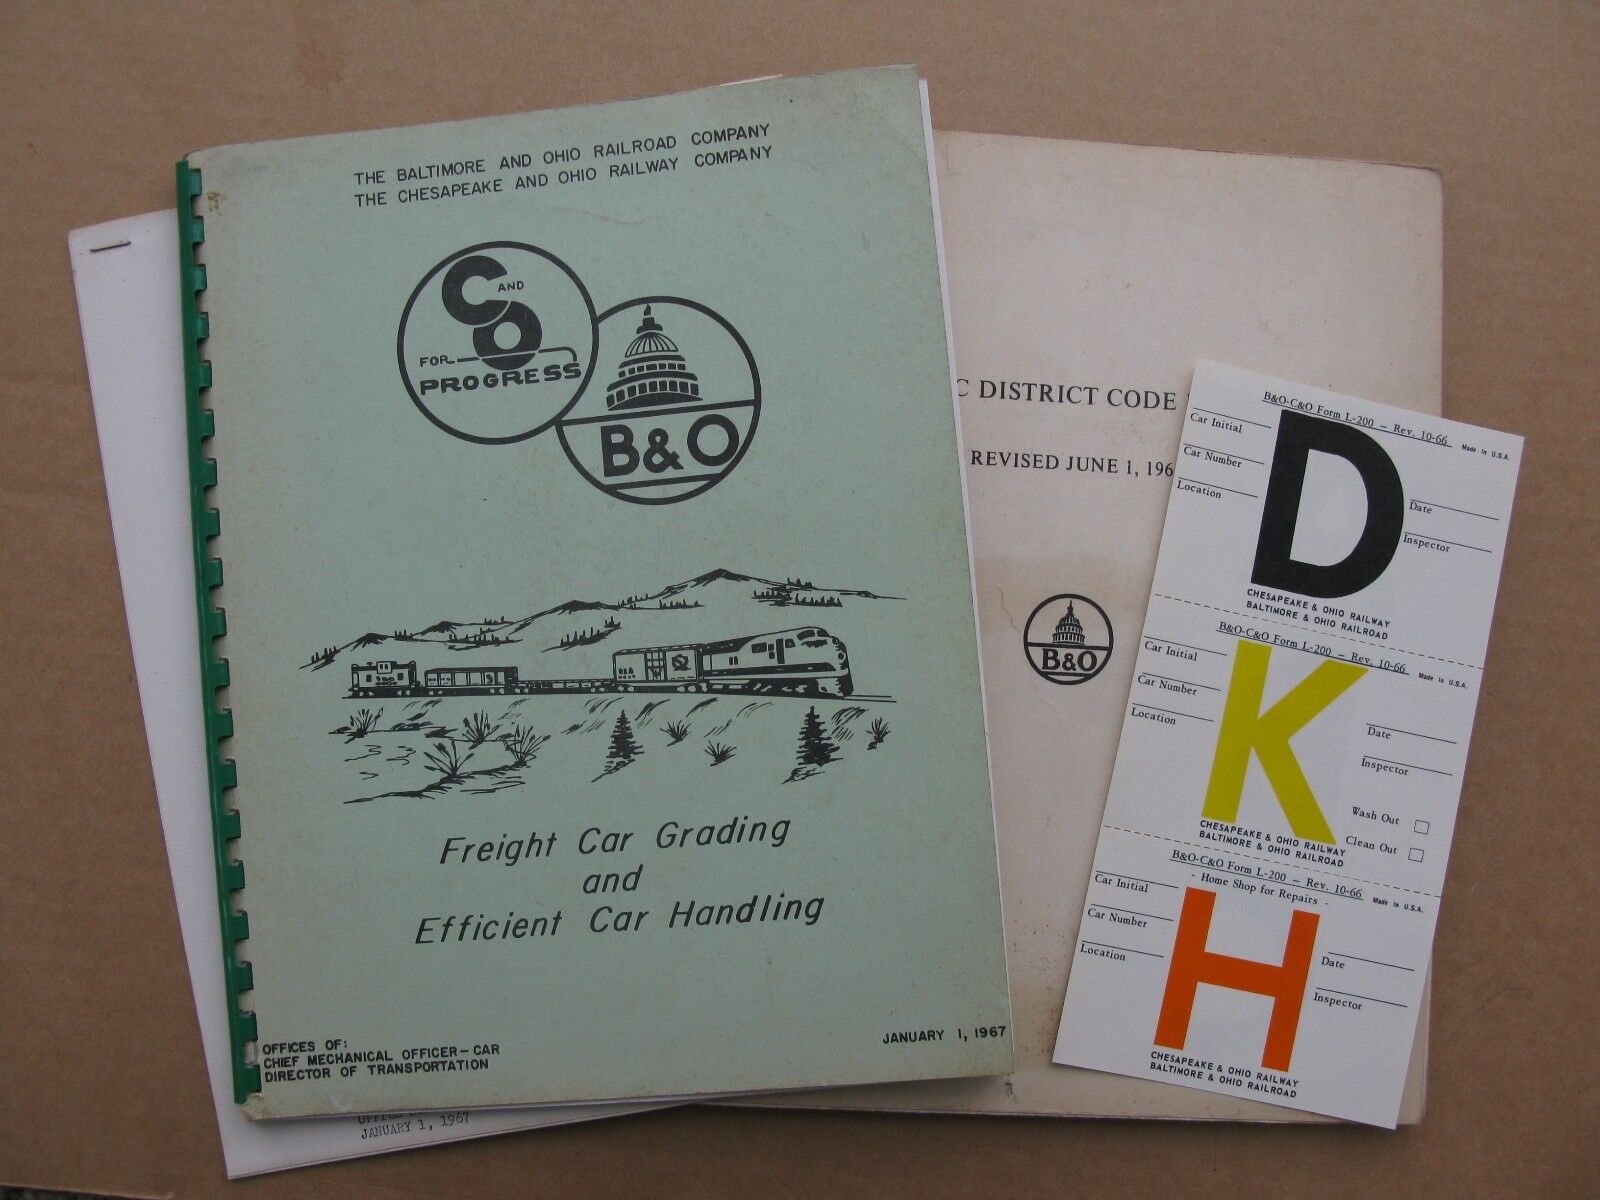 THE BALTIMORE AND OHIO RAILROAD COMPANY
THE CHESAPEAKE AND OHIO RAILWAY COMPANY
C AND O
FOR
PROGRESS
B&O
Freight Car Grading
and
Efficient Car Handling
OFFICES OF:
CHIEF MECHANICAL OFFICER-CAR
DIRECTOR OF TRANSPORTATION
JANUARY 1, 1967
JANUARY 1, 1967
C DISTRICT CODE
REVISED JUNE 1, 196
B&O
B&O-C&O Form L-200 — Rev. 10-66
Made in U.S.A.
Car Initial
Car Number
Location
D
Date
Inspector
CHESAPEAKE & OHIO RAILWAY
BALTIMORE & OHIO RAILROAD
B&O-C&O Form L-200 — Rev. 10-66
Made in U.S.A.
Car Initial
Car Number
Location
K
Date
Inspector
Wash Out
Clean Out
CHESAPEAKE & OHIO RAILWAY
BALTIMORE & OHIO RAILROAD
B&O-C&O Form L-200 — Rev. 10-66
- Home Shop for Repairs -
Made in U.S.A.
Car Initial
Car Number
Location
H
Date
Inspector
CHESAPEAKE & OHIO RAILWAY
BALTIMORE & OHIO RAILROAD